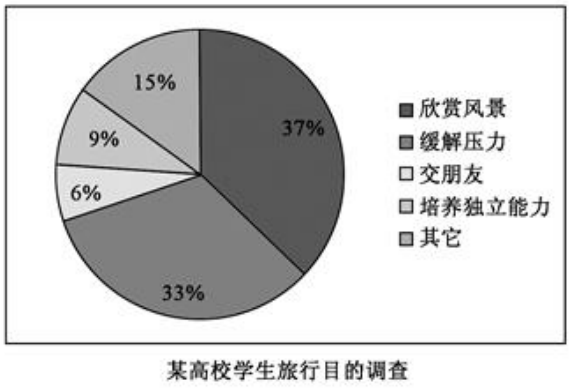 15%
37%
9%
6%
33%
欣赏风景
缓解压力
交朋友
培养独立能力
其它
某高校学生旅行目的调查